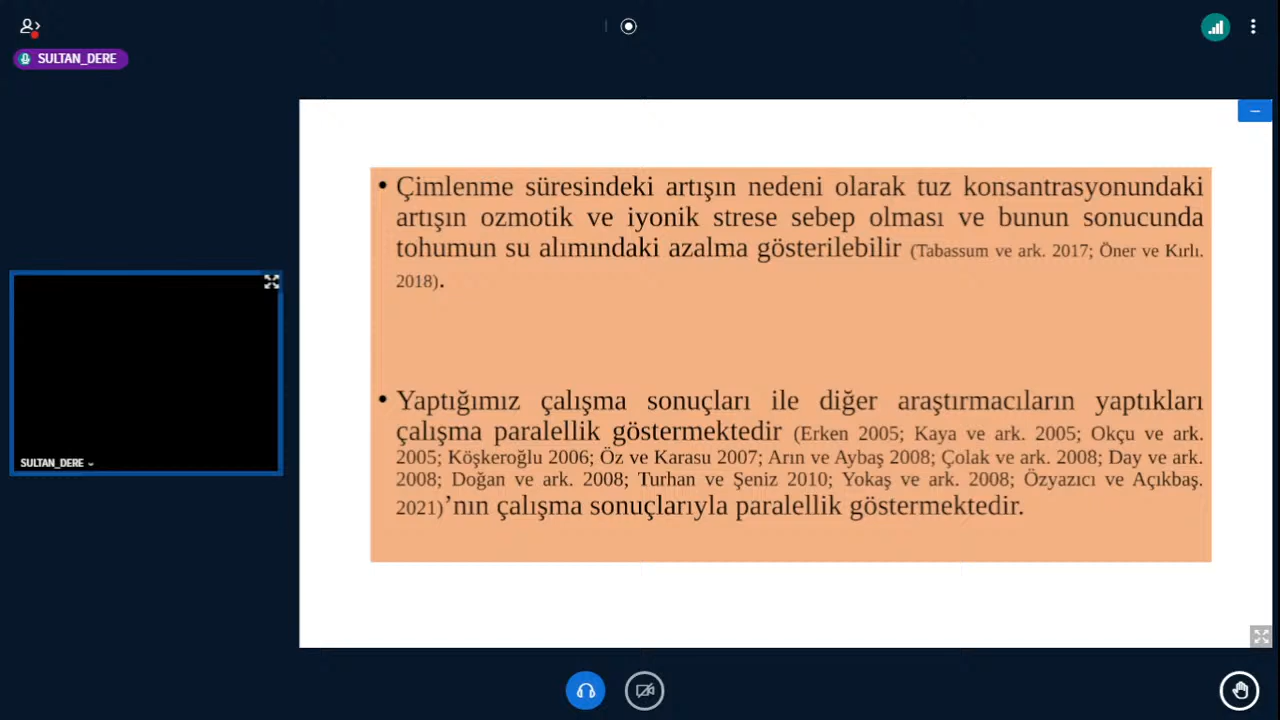 SULTAN_DERE
• Çimlenme süresindeki artışın nedeni olarak tuz konsantrasyonundaki
artışın ozmotik ve iyonik strese sebep olması ve bunun sonucunda
tohumun su alımındaki azalma gösterilebilir (Tabassum ve ark. 2017; Öner ve Kırlı.
2018).
• Yaptığımız çalışma sonuçları ile diğer araştırmacıların yaptıkları
çalışma paralellik göstermektedir (Erken 2005; Kaya ve ark. 2005; Okçu ve ark.
2005; Köşkeroğlu 2006; Öz ve Karasu 2007; Arın ve Aybaş 2008; Çolak ve ark. 2008; Day ve ark.
2008; Doğan ve ark. 2008; Turhan ve Şeniz 2010; Yokaş ve ark. 2008; Özyazıcı ve Açıkbaş.
2021)’nın çalışma sonuçlarıyla paralellik göstermektedir.
SULTAN_DERE